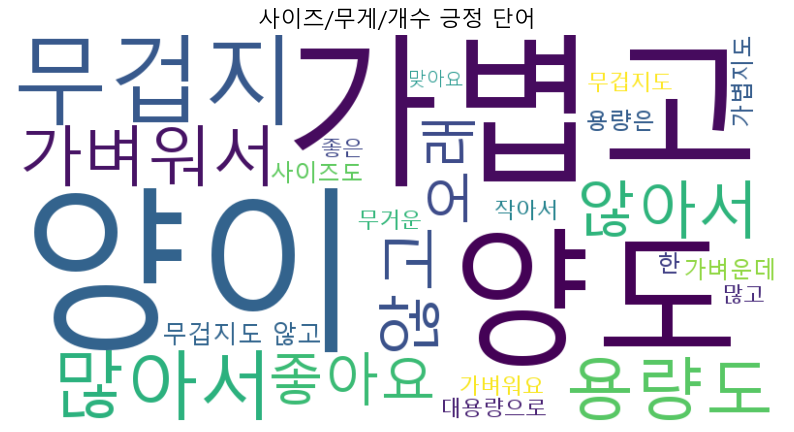 사이즈/무게/개수 긍정 단어
무겁지
가볍고
맞아요
무겁지도
가볍지도
용량은
가벼워서
좋은
오래
사이즈도
양이
무거운
않고
작아서
않아서
양도
한
가벼운데
많고
무겁지도 않고
많아서
좋아요
가벼워요
대용량으로
용량도